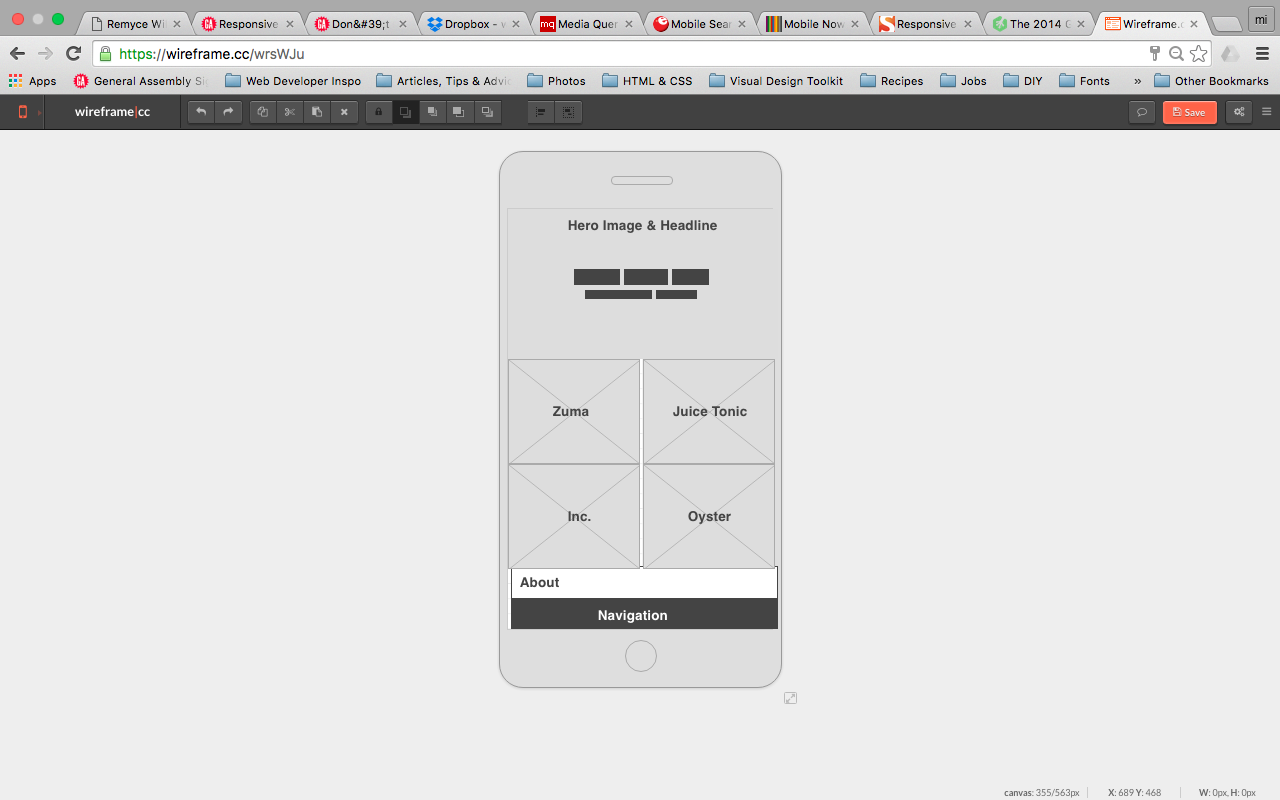 Remyce Wi
Responsive
Don&#39;t
Dropbox - v
Media Quer
Mobile Sear
Mobile Now
Responsive
The 2014 G
Wireframe.c
mi
https://wireframe.cc/wrsWJu
Apps
General Assembly Si
Web Developer Inspo
Articles, Tips & Advic
Photos
HTML & CSS
Visual Design Toolkit
Recipes
Jobs
DIY
Fonts
»
Other Bookmarks
wireframe|cc
Save
Hero Image & Headline
Zuma
Juice Tonic
Inc.
Oyster
About
Navigation
canvas: 355/563px
X: 689 Y: 468
W: 0px, H: 0px